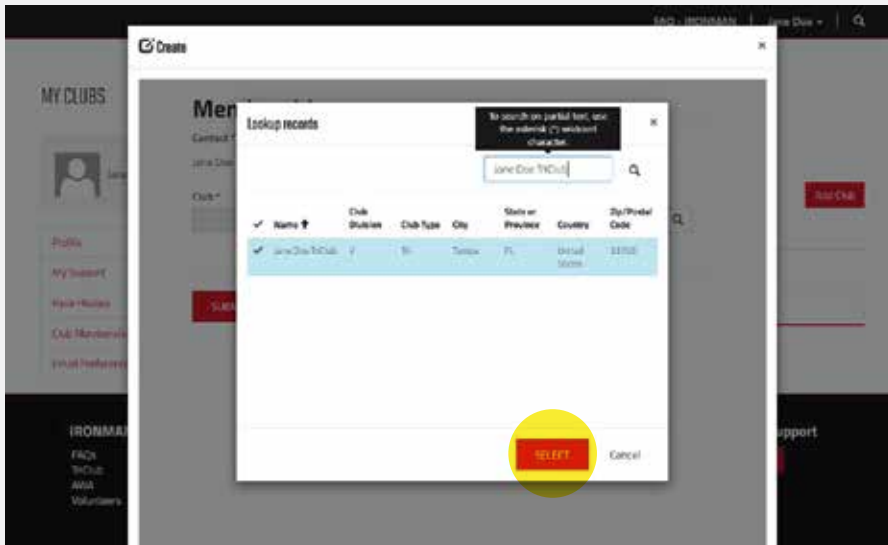 FAQ - IRONMAN
Jane Doe
Create
×
MY CLUBS
Lookup records
×
To search on partial text, use
the asterisk (*) wildcard
character.
Contact *
Jane Doe TriClub
Jane Doe
Club *
Add Club
Name
Club
Division
Club Type
City
State or
Province
Country
Zip/Postal
Code
Jane Doe TriClub
Tampa
FL
United
States
Profile
My Support
Race History
SELECT
Cancel
IRONMAN
FAQs
TriClub
AWA
Volunteers